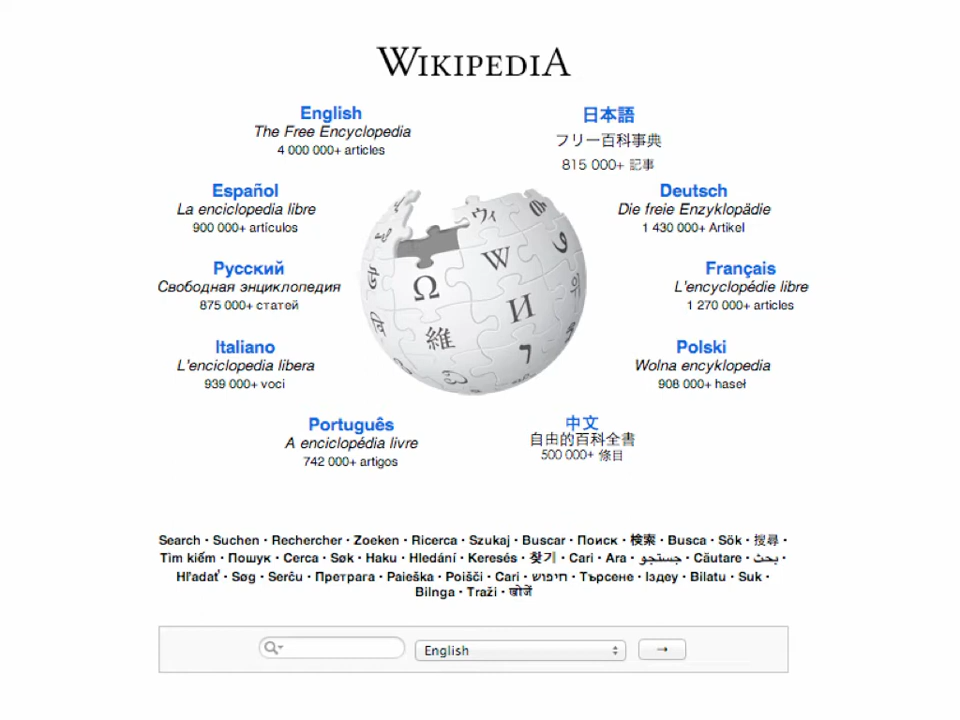 WIKIPEDIA
English
The Free Encyclopedia
4 000 000+ articles
日本語
フリー百科事典
815 000+ 記事
Español
La enciclopedia libre
900 000+ artículos
Deutsch
Die freie Enzyklopädie
1 430 000+ Artikel
Русский
Свободная энциклопедия
875 000+ статей
Français
L'encyclopédie libre
1 270 000+ articles
Italiano
L'enciclopedia libera
939 000+ voci
Polski
Wolna encyklopedia
908 000+ haseł
Português
A enciclopédia livre
742 000+ artigos
中文
自由的百科全書
500 000+ 條目
ウィ
W
Ω
И
維
Search · Suchen · Rechercher · Zoeken · Ricerca · Szukaj · Buscar · Поиск · 検索 · Busca · Sök · 搜尋 ·
Tìm kiếm · Пошук · Cerca · Søk · Haku · Hledání · Keresés · 찾기 · Cari · Ara · جستجو · Căutare · بحث ·
Hľadať · Søg · Serĉu · Претрага · Paieška · Poišči · Cari · חיפוש · Търсене · Іздеу · Bilatu · Suk ·
Bilnga · Traži · खोजें
English
→